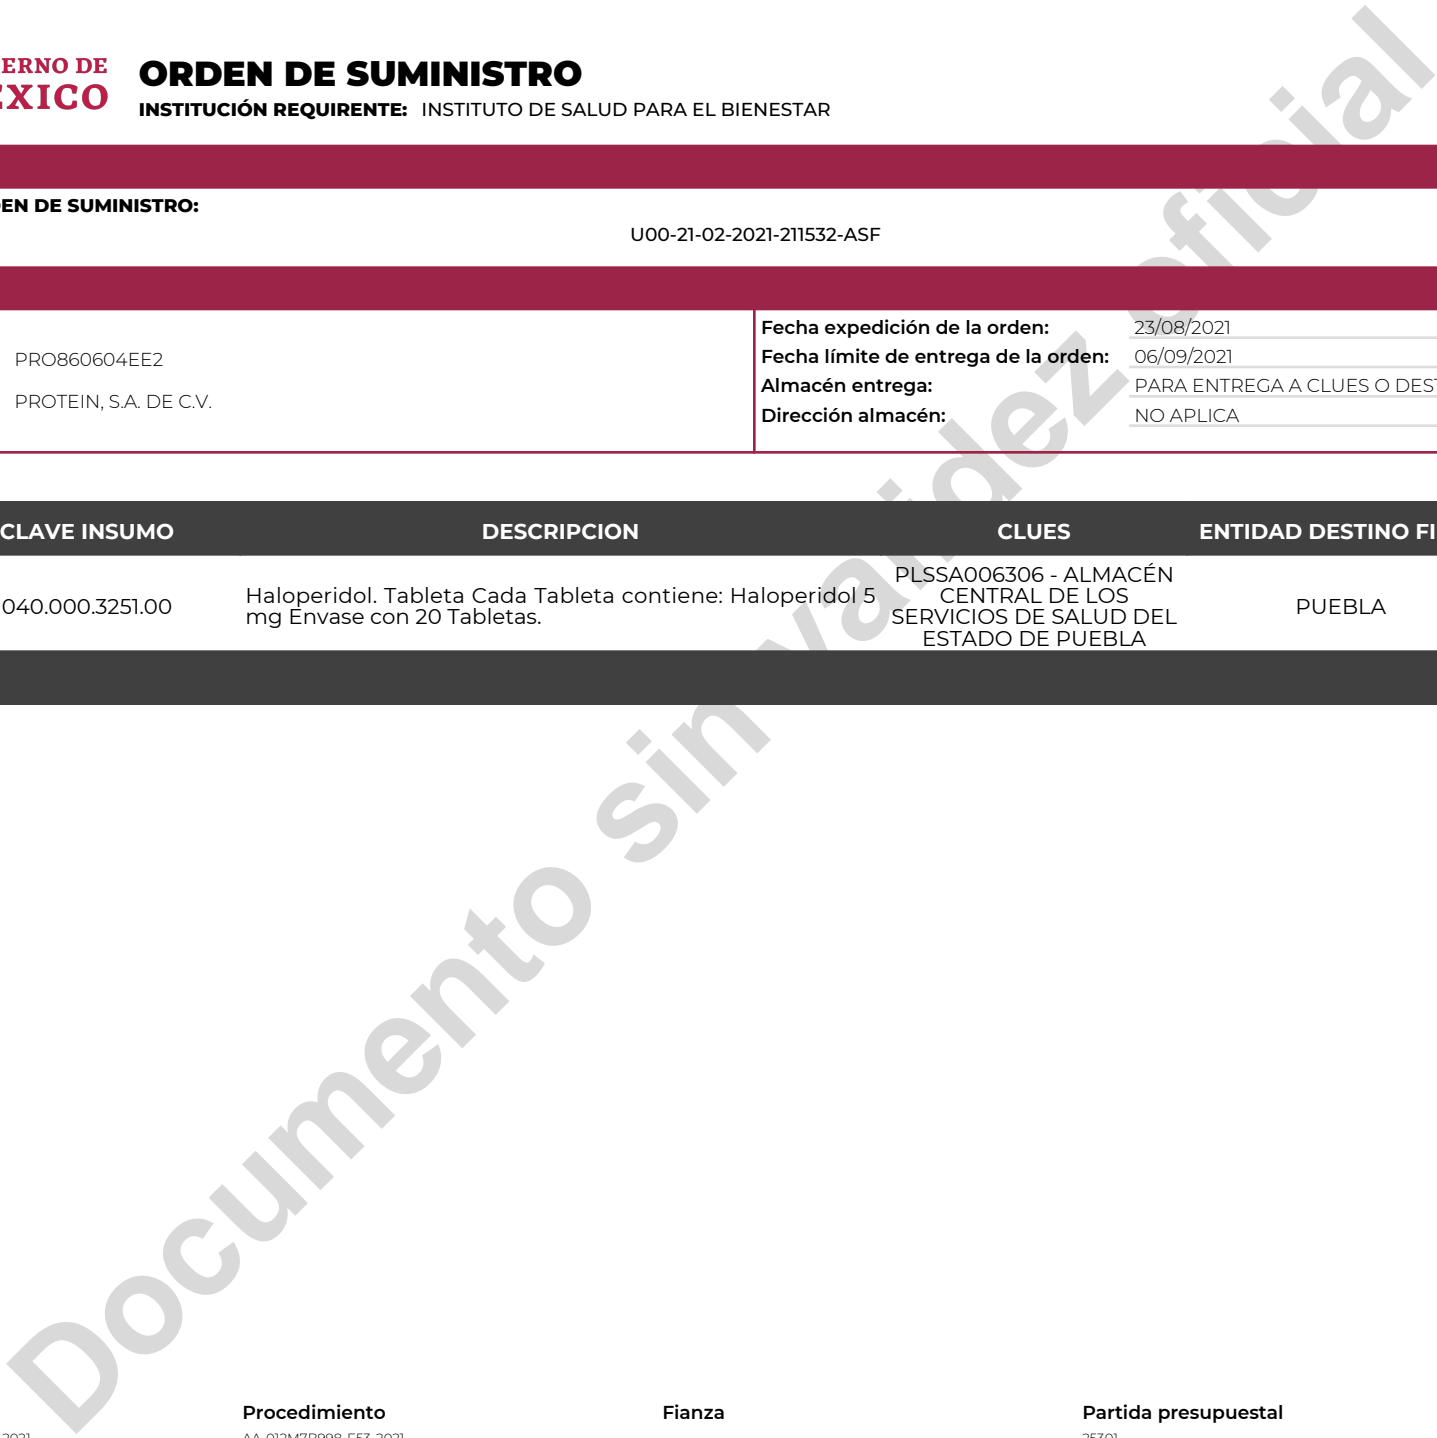 ERNO DE
EXICO
ORDEN DE SUMINISTRO
INSTITUCIÓN REQUIRENTE: INSTITUTO DE SALUD PARA EL BIENESTAR
EN DE SUMINISTRO:
U00-21-02-2021-211532-ASF
PRO860604EE2
PROTEIN, S.A. DE C.V.
Fecha expedición de la orden: 23/08/2021
Fecha límite de entrega de la orden: 06/09/2021
Almacén entrega: PARA ENTREGA A CLUES O DEST
Dirección almacén: NO APLICA
CLAVE INSUMO DESCRIPCION CLUES ENTIDAD DESTINO FI
040.000.3251.00
Haloperidol. Tableta Cada Tableta contiene: Haloperidol 5
mg Envase con 20 Tabletas.
PLSSA006306 - ALMACÉN
CENTRAL DE LOS
SERVICIOS DE SALUD DEL
ESTADO DE PUEBLA
PUEBLA
Documento sin validez oficial
Procedimiento Fianza Partida presupuestal